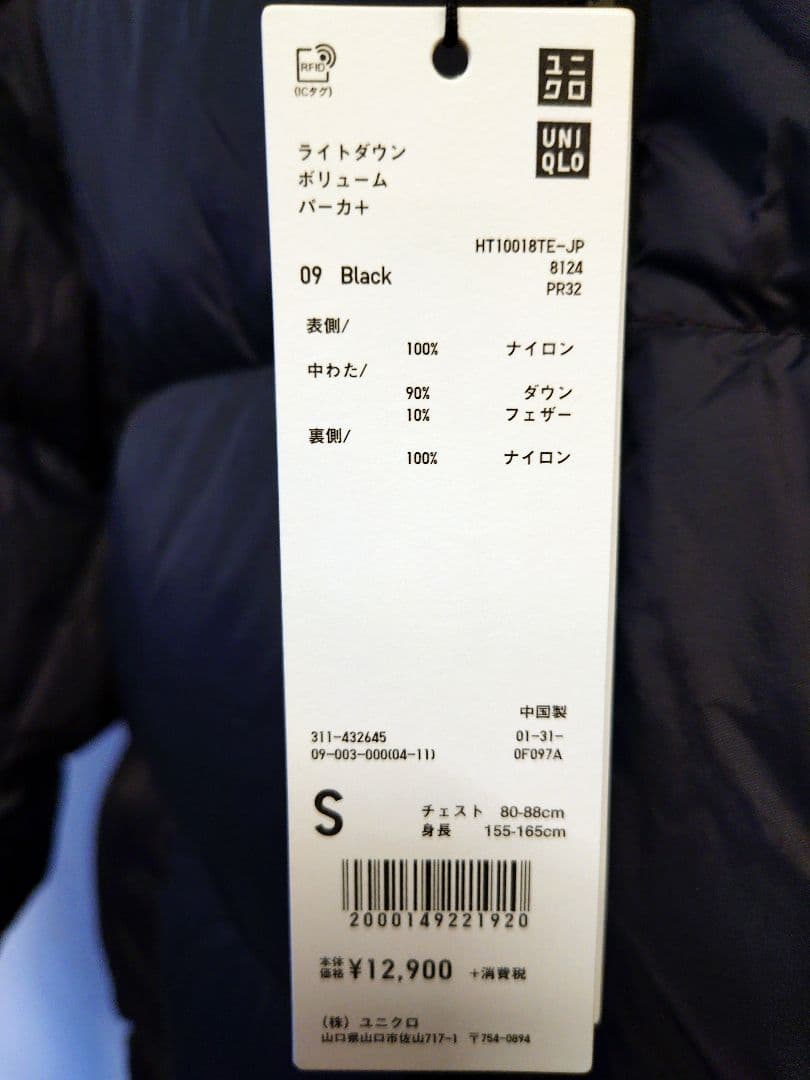 RFID
(ICタグ)
ユニ
クロ
UNI
QLO
ライトダウン
ボリューム
パーカ+
HT10018TE-JP
09 Black
8124
PR32
表側/
100% ナイロン
中わた/
90% ダウン
10% フェザー
裏側/
100% ナイロン
中国製
311-432645 01-31-
09-003-000(04-11) 0F097A
S
チェスト 80-88cm
身長 155-165cm
2000149221920
本体価格 ¥12,900 +消費税
(株) ユニクロ
山口県山口市佐山717-1 〒754-0894